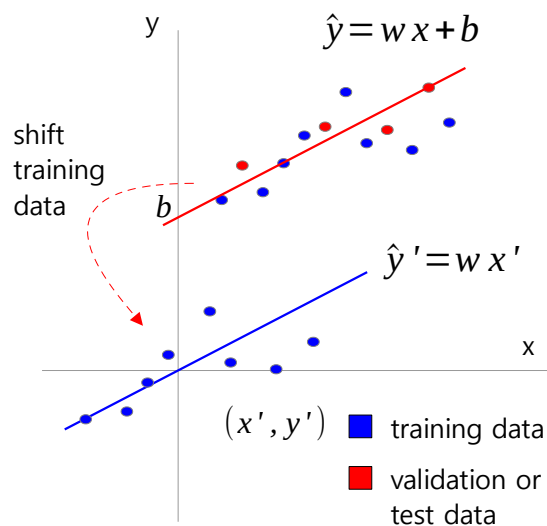 y
ŷ = w x + b
shift
training
data
b
ŷ ' = w x '
x
(x ' , y ')
training data
validation or
test data